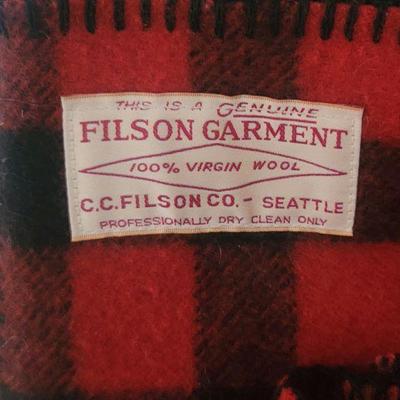 THIS IS A GENUINE
FILSON GARMENT
100% VIRGIN WOOL
C.C.FILSON CO. - SEATTLE
PROFESSIONALLY DRY CLEAN ONLY